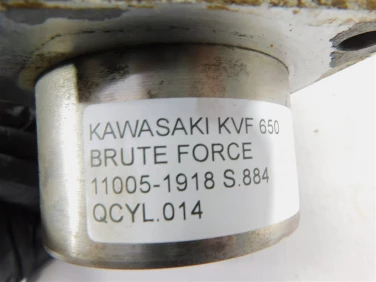 KAWASAKI KVF 650
BRUTE FORCE
11005-1918 S.884
QCYL.014